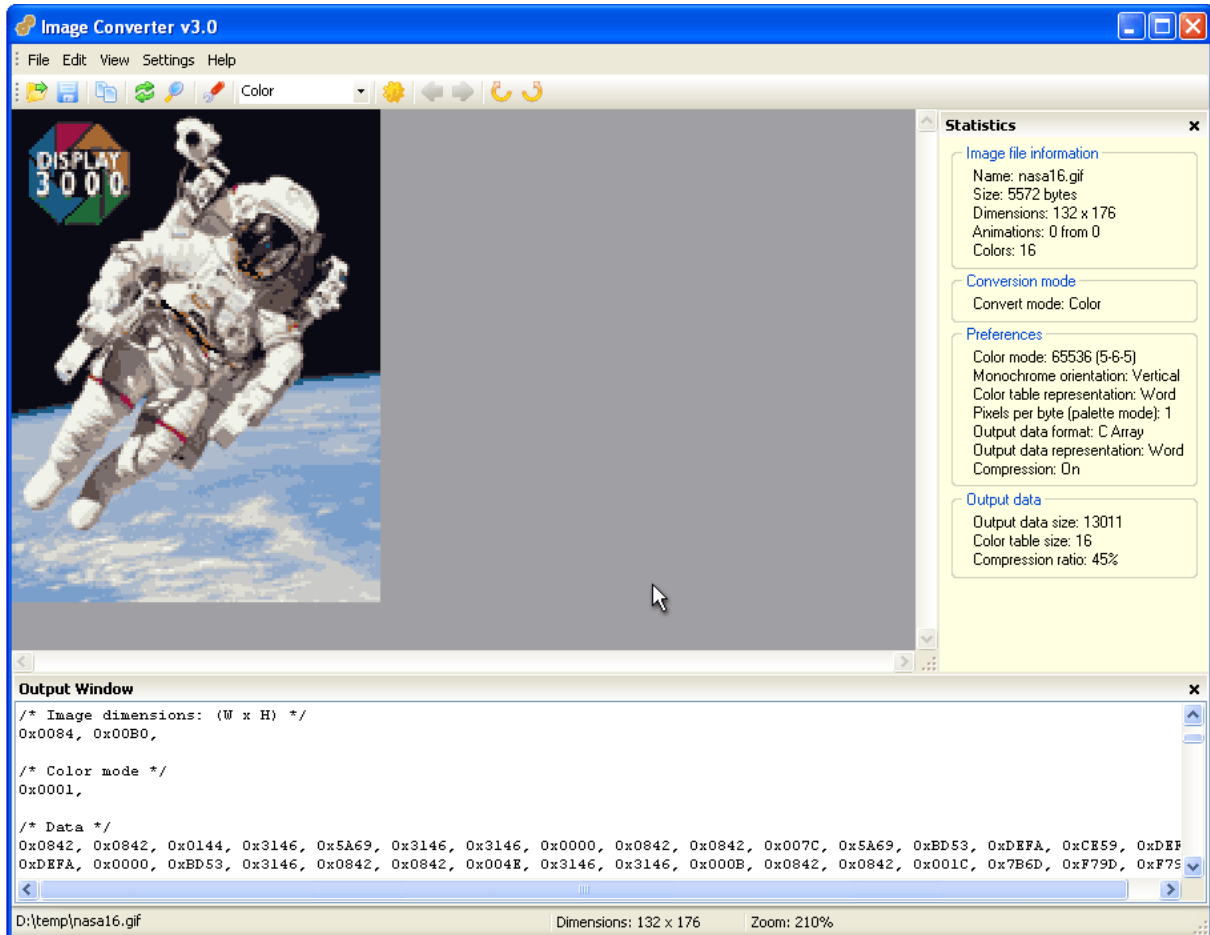 Image Converter v3.0
File Edit View Settings Help
Color
DISPLAY
3000
Statistics
Image file information
Name: nasa16.gif
Size: 5572 bytes
Dimensions: 132 x 176
Animations: 0 from 0
Colors: 16
Conversion mode
Convert mode: Color
Preferences
Color mode: 65536 (5-6-5)
Monochrome orientation: Vertical
Color table representation: Word
Pixels per byte (palette mode): 1
Output data format: C Array
Output data representation: Word
Compression: On
Output data
Output data size: 13011
Color table size: 16
Compression ratio: 45%
Output Window
/* Image dimensions: (W x H) */
0x0084, 0x00B0,
/* Color mode */
0x0001,
/* Data */
0x0842, 0x0842, 0x0144, 0x3146, 0x5A69, 0x3146, 0x3146, 0x0000, 0x0842, 0x0842, 0x007C, 0x5A69, 0xBD53, 0xDEFA, 0xCE59, 0xDEF
0xDEFA, 0x0000, 0xBD53, 0x3146, 0x0842, 0x0842, 0x004E, 0x3146, 0x3146, 0x000B, 0x0842, 0x0842, 0x001C, 0x7B6D, 0xF79D, 0xF79
D:\temp\nasa16.gif
Dimensions: 132 x 176
Zoom: 210%